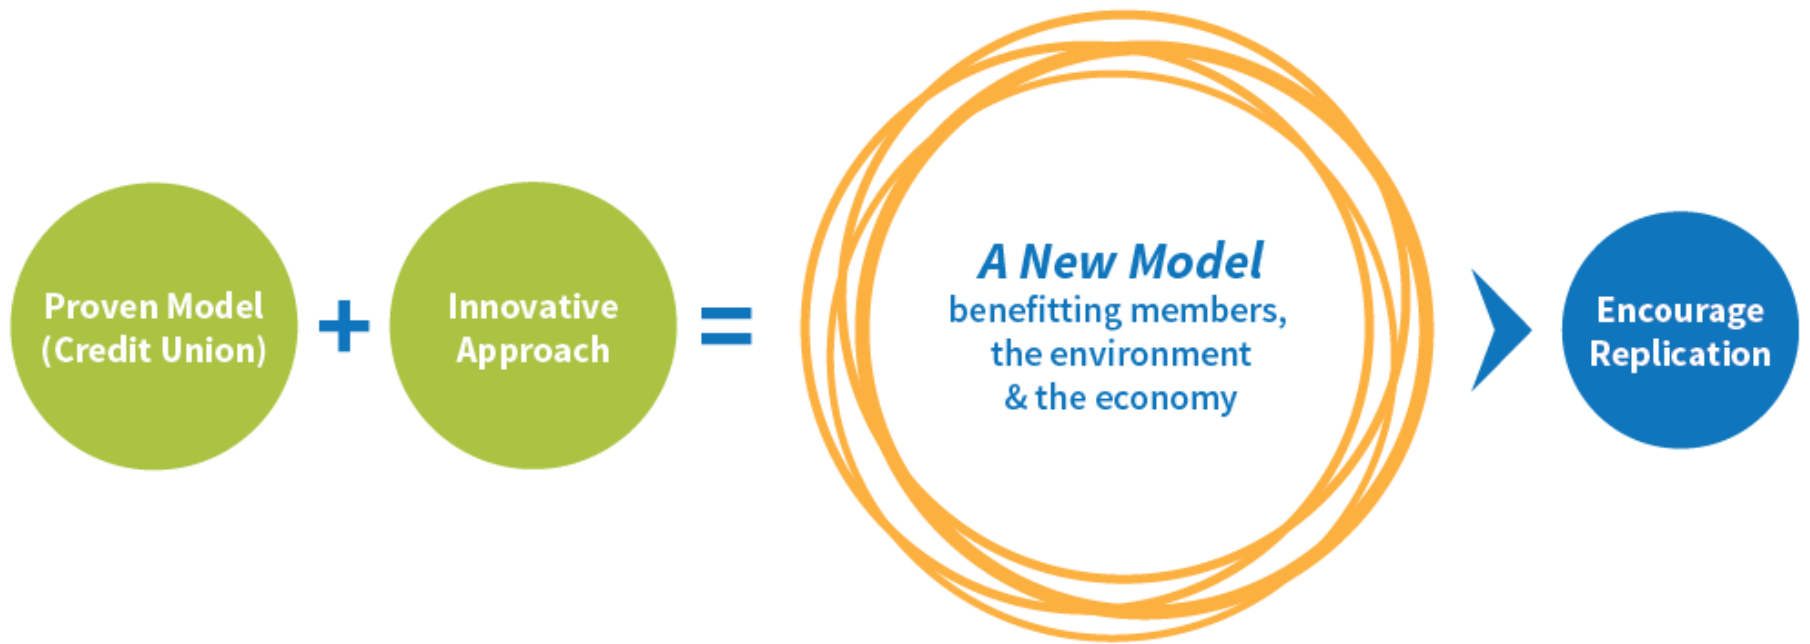 Proven Model
(Credit Union)
+
Innovative
Approach
=
A New Model
benefitting members,
the environment
& the economy
Encourage
Replication